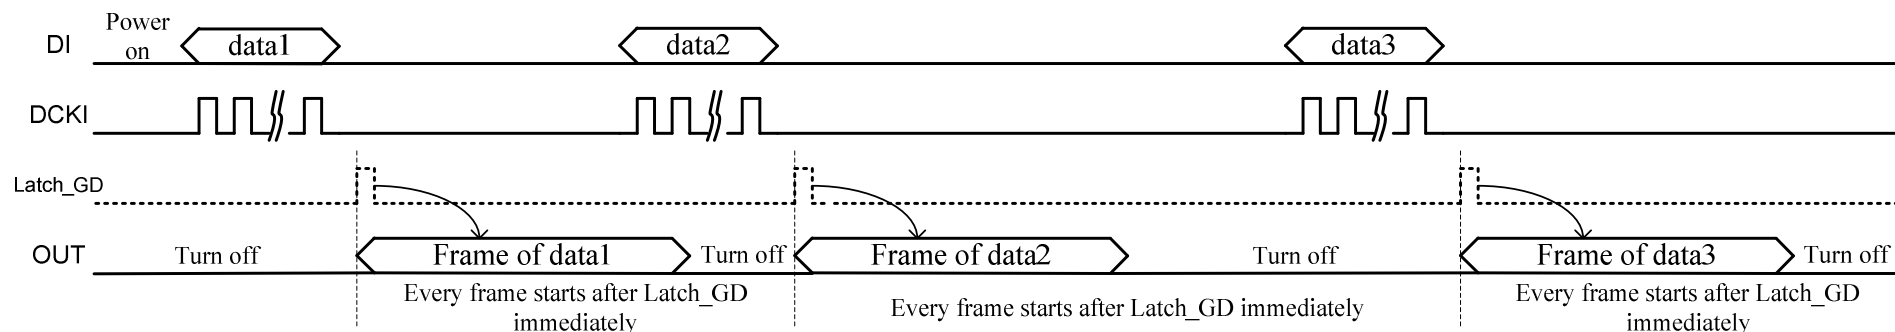 Power
on
DI
data1
data2
data3
DCKI
Latch_GD
OUT
Turn off
Frame of data1
Turn off
Frame of data2
Turn off
Frame of data3
Turn off
Every frame starts after Latch_GD
immediately
Every frame starts after Latch_GD immediately
Every frame starts after Latch_GD
immediately